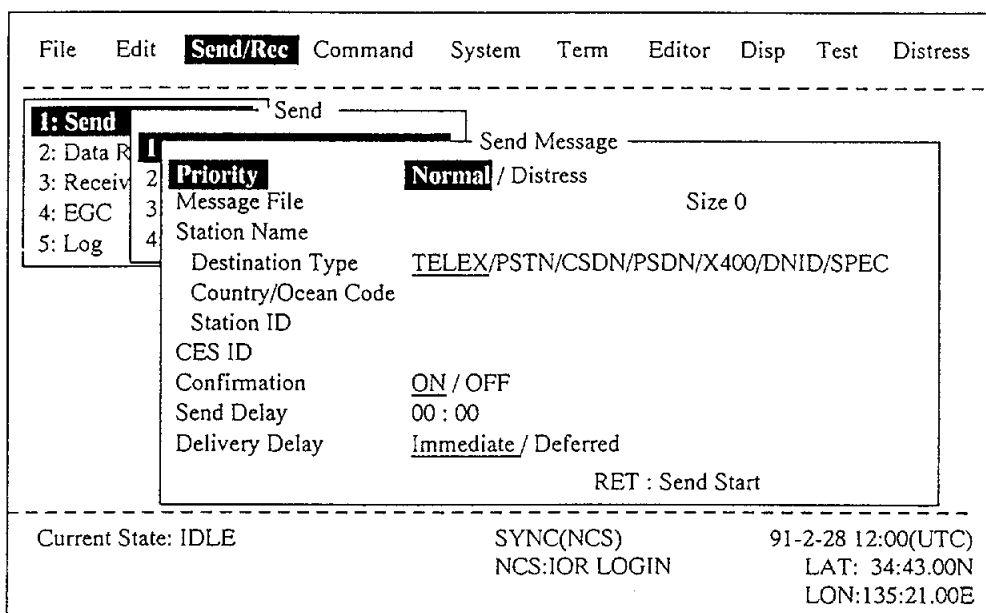 File Edit Send/Rec Command System Term Editor Disp Test Distress
Send
1: Send
2: Data R
3: Receiv
4: EGC
5: Log
1
2
3
4
Send Message
Priority Normal / Distress
Message File Size 0
Station Name
Destination Type TELEX/PSTN/CSDN/PSDN/X400/DNID/SPEC
Country/Ocean Code
Station ID
CES ID
Confirmation ON / OFF
Send Delay 00 : 00
Delivery Delay Immediate / Deferred
RET : Send Start
Current State: IDLE SYNC(NCS) 91-2-28 12:00(UTC)
NCS:IOR LOGIN LAT: 34:43.00N
LON:135:21.00E